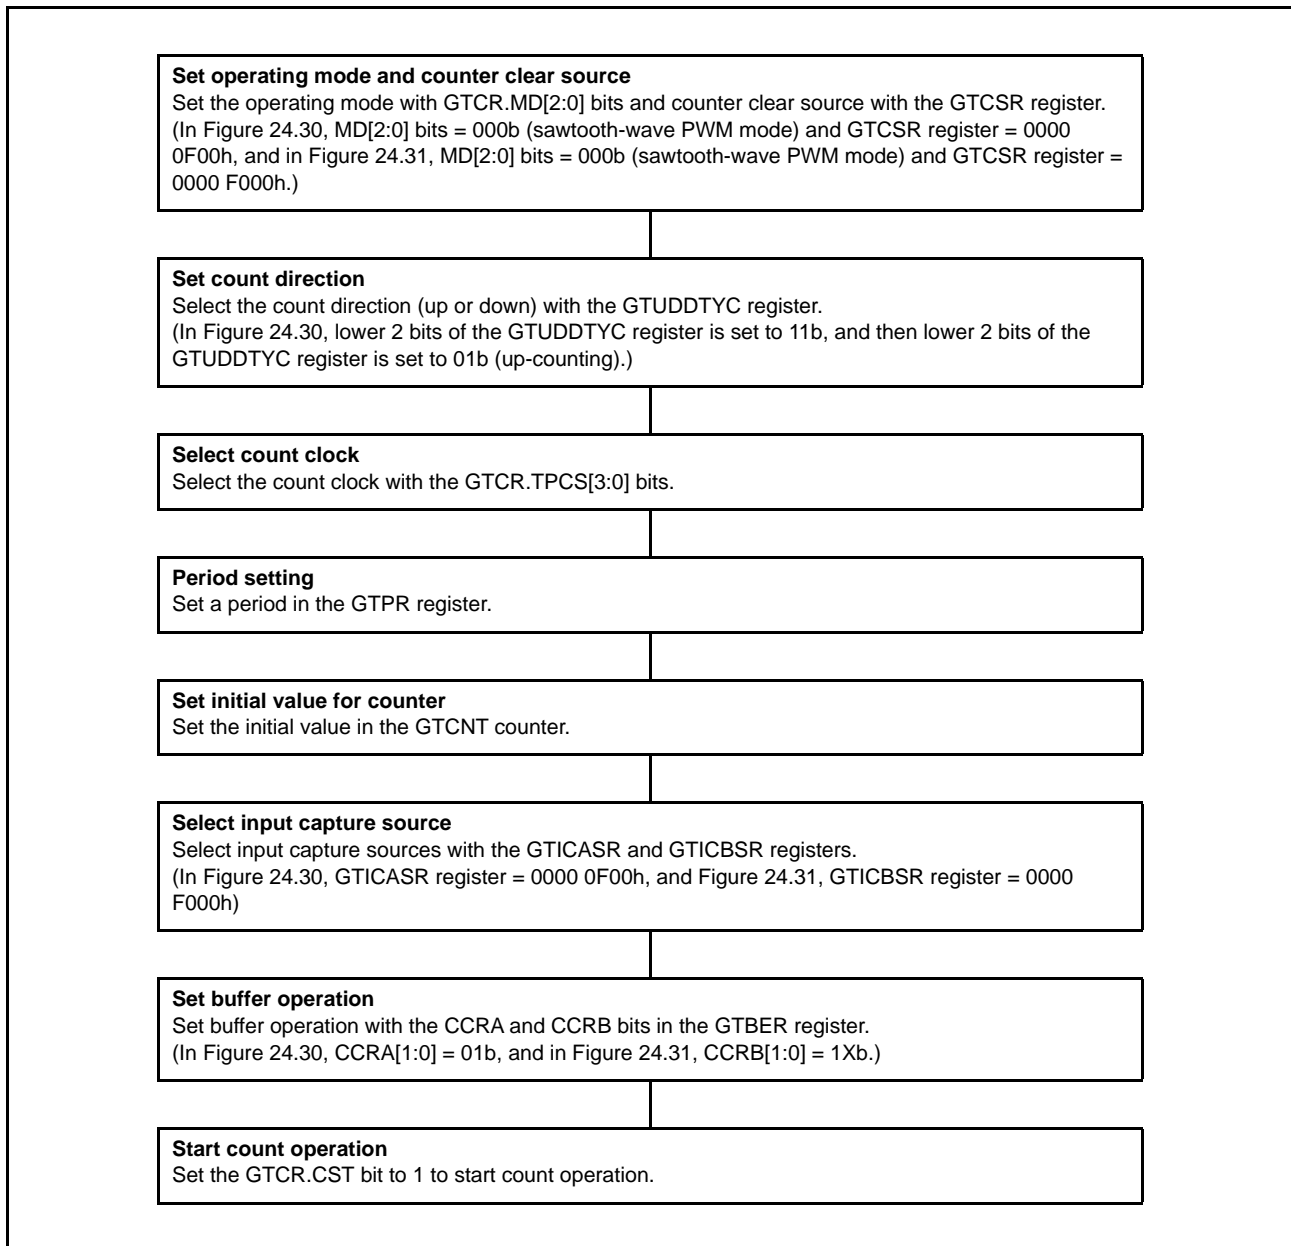 Set operating mode and counter clear source
Set the operating mode with GTCR.MD[2:0] bits and counter clear source with the GTCSR register.
(In Figure 24.30, MD[2:0] bits = 000b (sawtooth-wave PWM mode) and GTCSR register = 0000
0F00h, and in Figure 24.31, MD[2:0] bits = 000b (sawtooth-wave PWM mode) and GTCSR register =
0000 F000h.)
Set count direction
Select the count direction (up or down) with the GTUDDTYC register.
(In Figure 24.30, lower 2 bits of the GTUDDTYC register is set to 11b, and then lower 2 bits of the
GTUDDTYC register is set to 01b (up-counting).)
Select count clock
Select the count clock with the GTCR.TPCS[3:0] bits.
Period setting
Set a period in the GTPR register.
Set initial value for counter
Set the initial value in the GTCNT counter.
Select input capture source
Select input capture sources with the GTICASR and GTICBSR registers.
(In Figure 24.30, GTICASR register = 0000 0F00h, and Figure 24.31, GTICBSR register = 0000
F000h)
Set buffer operation
Set buffer operation with the CCRA and CCRB bits in the GTBER register.
(In Figure 24.30, CCRA[1:0] = 01b, and in Figure 24.31, CCRB[1:0] = 1Xb.)
Start count operation
Set the GTCR.CST bit to 1 to start count operation.